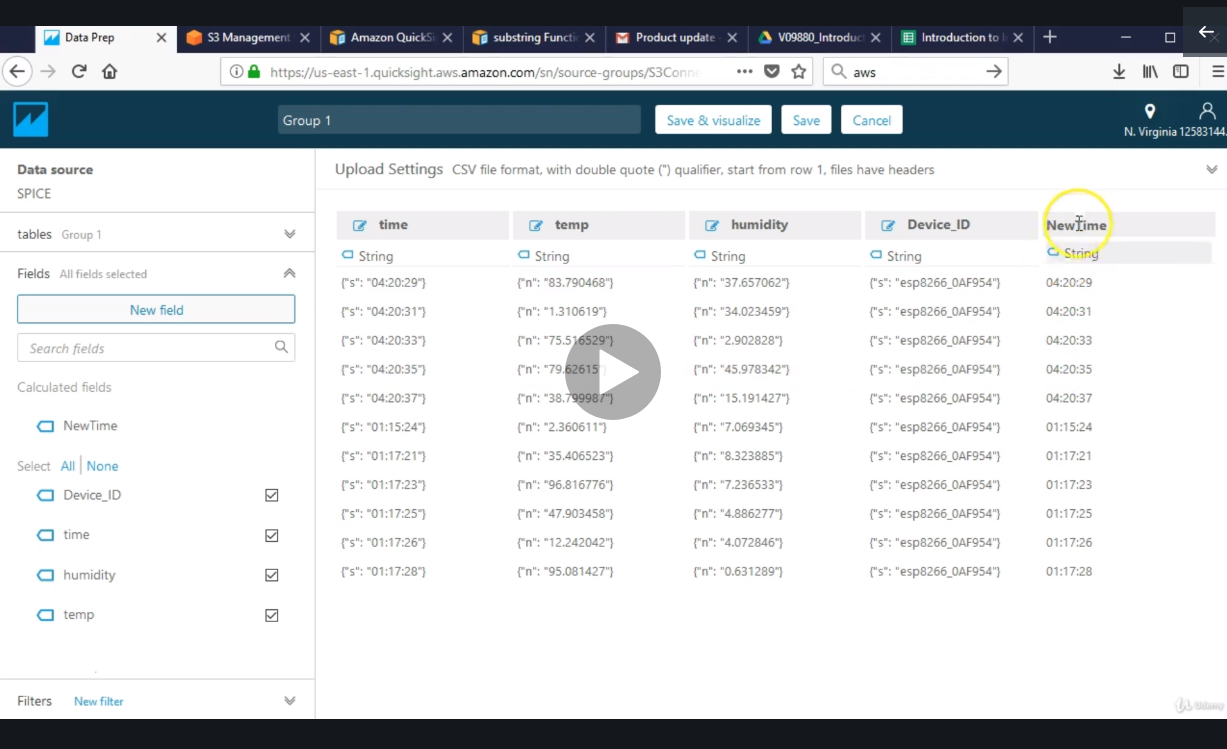 Data Prep S3 Management Amazon QuickSi substring Functi Product update - V09880_Introduc Introduction to I
https://us-east-1.quicksight.aws.amazon.com/sn/source-groups/S3Conne aws
Group 1 Save & visualize Save Cancel
N. Virginia 12583144.
Data source
SPICE
tables Group 1
Fields All fields selected
New field
Search fields
Calculated fields
NewTime
Select All None
Device_ID
time
humidity
temp
Filters New filter
Upload Settings CSV file format, with double quote (") qualifier, start from row 1, files have headers
time temp humidity Device_ID NewTime
String String String String String
{"s": "04:20:29"} {"n": "83.790468"} {"n": "37.657062"} {"s": "esp8266_0AF954"} 04:20:29
{"s": "04:20:31"} {"n": "1.310619"} {"n": "34.023459"} {"s": "esp8266_0AF954"} 04:20:31
{"s": "04:20:33"} {"n": "75.516529"} {"n": "2.902828"} {"s": "esp8266_0AF954"} 04:20:33
{"s": "04:20:35"} {"n": "79.62615"} {"n": "45.978342"} {"s": "esp8266_0AF954"} 04:20:35
{"s": "04:20:37"} {"n": "38.799987"} {"n": "15.191427"} {"s": "esp8266_0AF954"} 04:20:37
{"s": "01:15:24"} {"n": "2.360611"} {"n": "7.069345"} {"s": "esp8266_0AF954"} 01:15:24
{"s": "01:17:21"} {"n": "35.406523"} {"n": "8.323885"} {"s": "esp8266_0AF954"} 01:17:21
{"s": "01:17:23"} {"n": "96.816776"} {"n": "7.236533"} {"s": "esp8266_0AF954"} 01:17:23
{"s": "01:17:25"} {"n": "47.903458"} {"n": "4.886277"} {"s": "esp8266_0AF954"} 01:17:25
{"s": "01:17:26"} {"n": "12.242042"} {"n": "4.072846"} {"s": "esp8266_0AF954"} 01:17:26
{"s": "01:17:28"} {"n": "95.081427"} {"n": "0.631289"} {"s": "esp8266_0AF954"} 01:17:28
Udemy